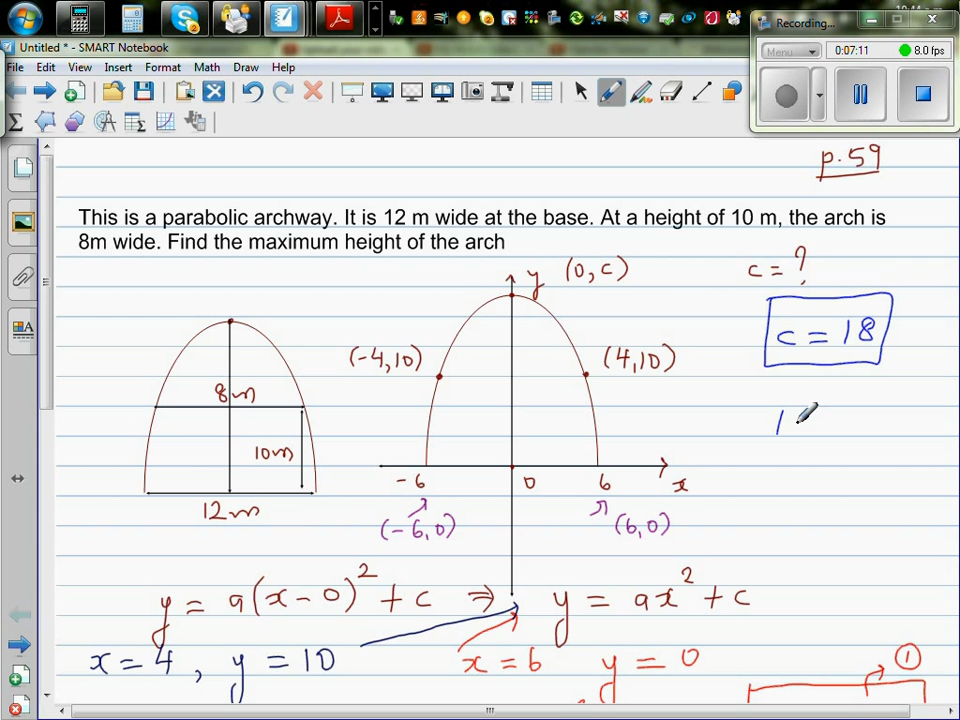 10:44 a.m.
Recording...
Untitled * - SMART Notebook
Menu
0:07:11
8.0 fps
File Edit View Insert Format Math Draw Help
p.59
This is a parabolic archway. It is 12 m wide at the base. At a height of 10 m, the arch is
8m wide. Find the maximum height of the arch
y (0, c)
c = ?
c = 18
(-4,10)
(4,10)
8m
1
10m
-6 0 6 x
12m
(-6,0)
(6,0)
y = a(x-0)² + c ⇒ y = ax² + c
x = 4 , y = 10
x = 6 y = 0
①